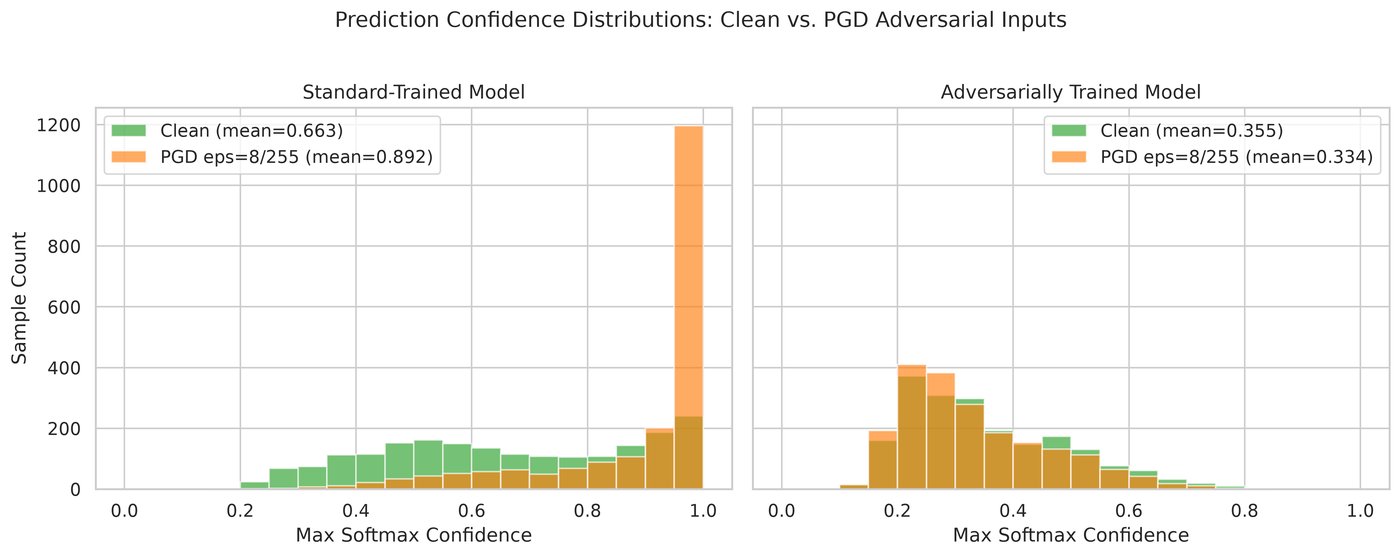 Prediction Confidence Distributions: Clean vs. PGD Adversarial Inputs
Standard-Trained Model
Clean (mean=0.663)
PGD eps=8/255 (mean=0.892)
1200
1000
800
600
400
200
0
Sample Count
0.0 0.2 0.4 0.6 0.8 1.0
Max Softmax Confidence
Adversarially Trained Model
Clean (mean=0.355)
PGD eps=8/255 (mean=0.334)
0.0 0.2 0.4 0.6 0.8 1.0
Max Softmax Confidence